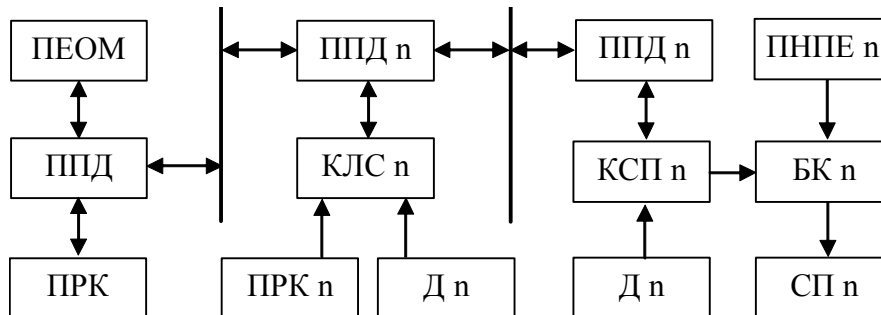 ПЕОМ
ППД n
ППД n
ПНПЕ n
ППД
КЛС n
КСП n
БК n
ПРК
ПРК n
Д n
Д n
СП n